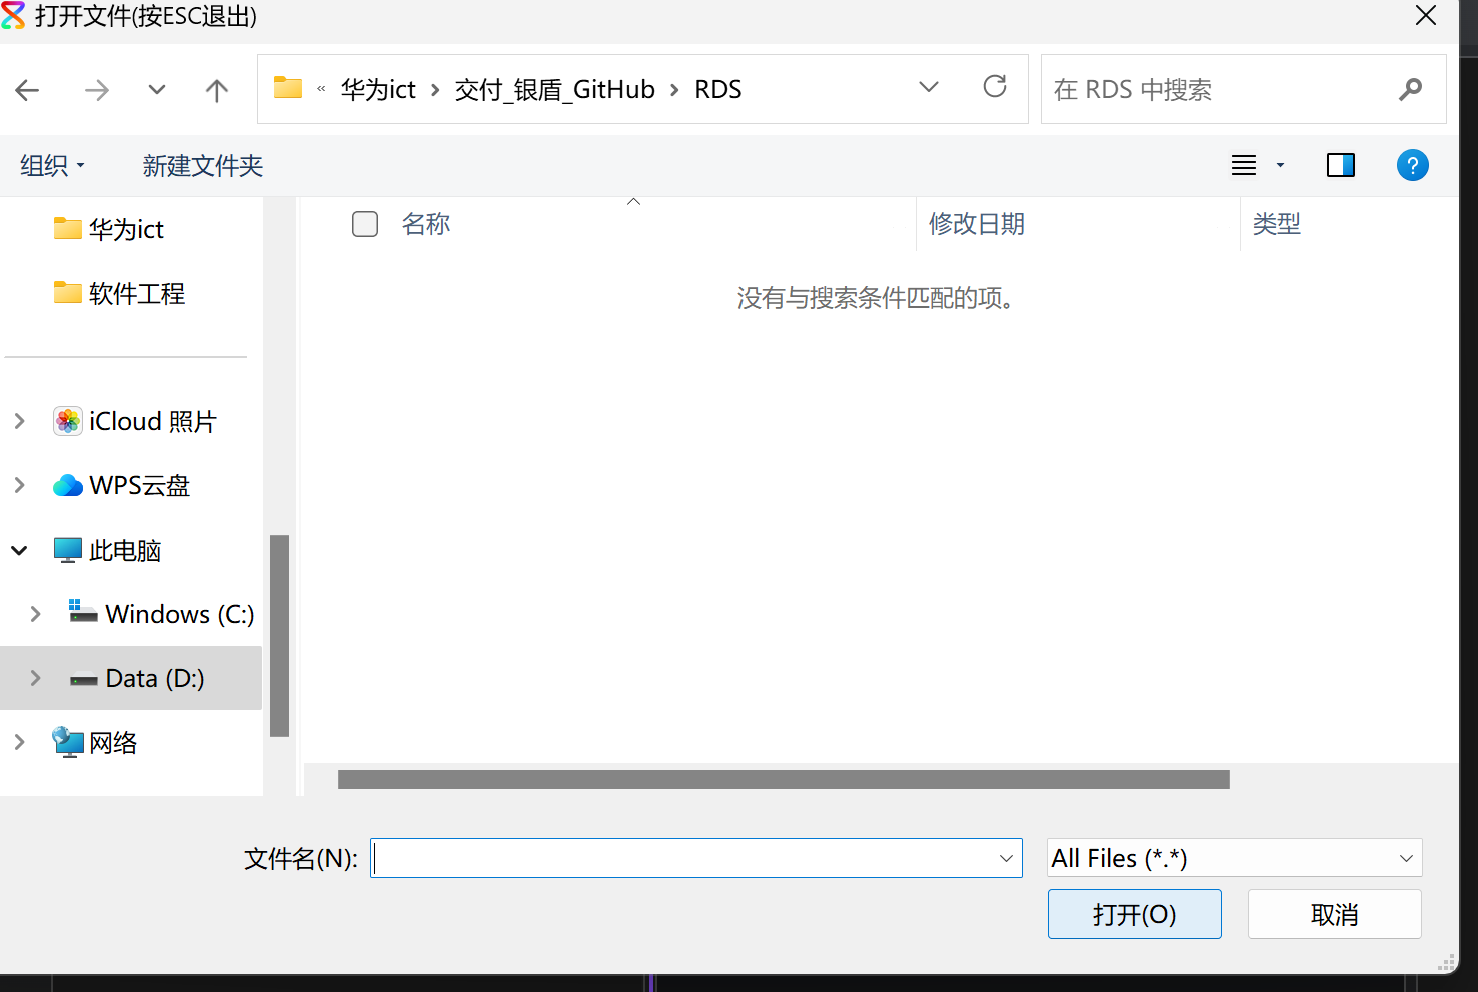 打开文件(按ESC退出)
« 华为ict › 交付_银盾_GitHub › RDS
在 RDS 中搜索
组织
新建文件夹
华为ict
软件工程
iCloud 照片
WPS云盘
此电脑
Windows (C:)
Data (D:)
网络
名称
修改日期
类型
没有与搜索条件匹配的项。
文件名(N):
All Files (*.*)
打开(O)
取消